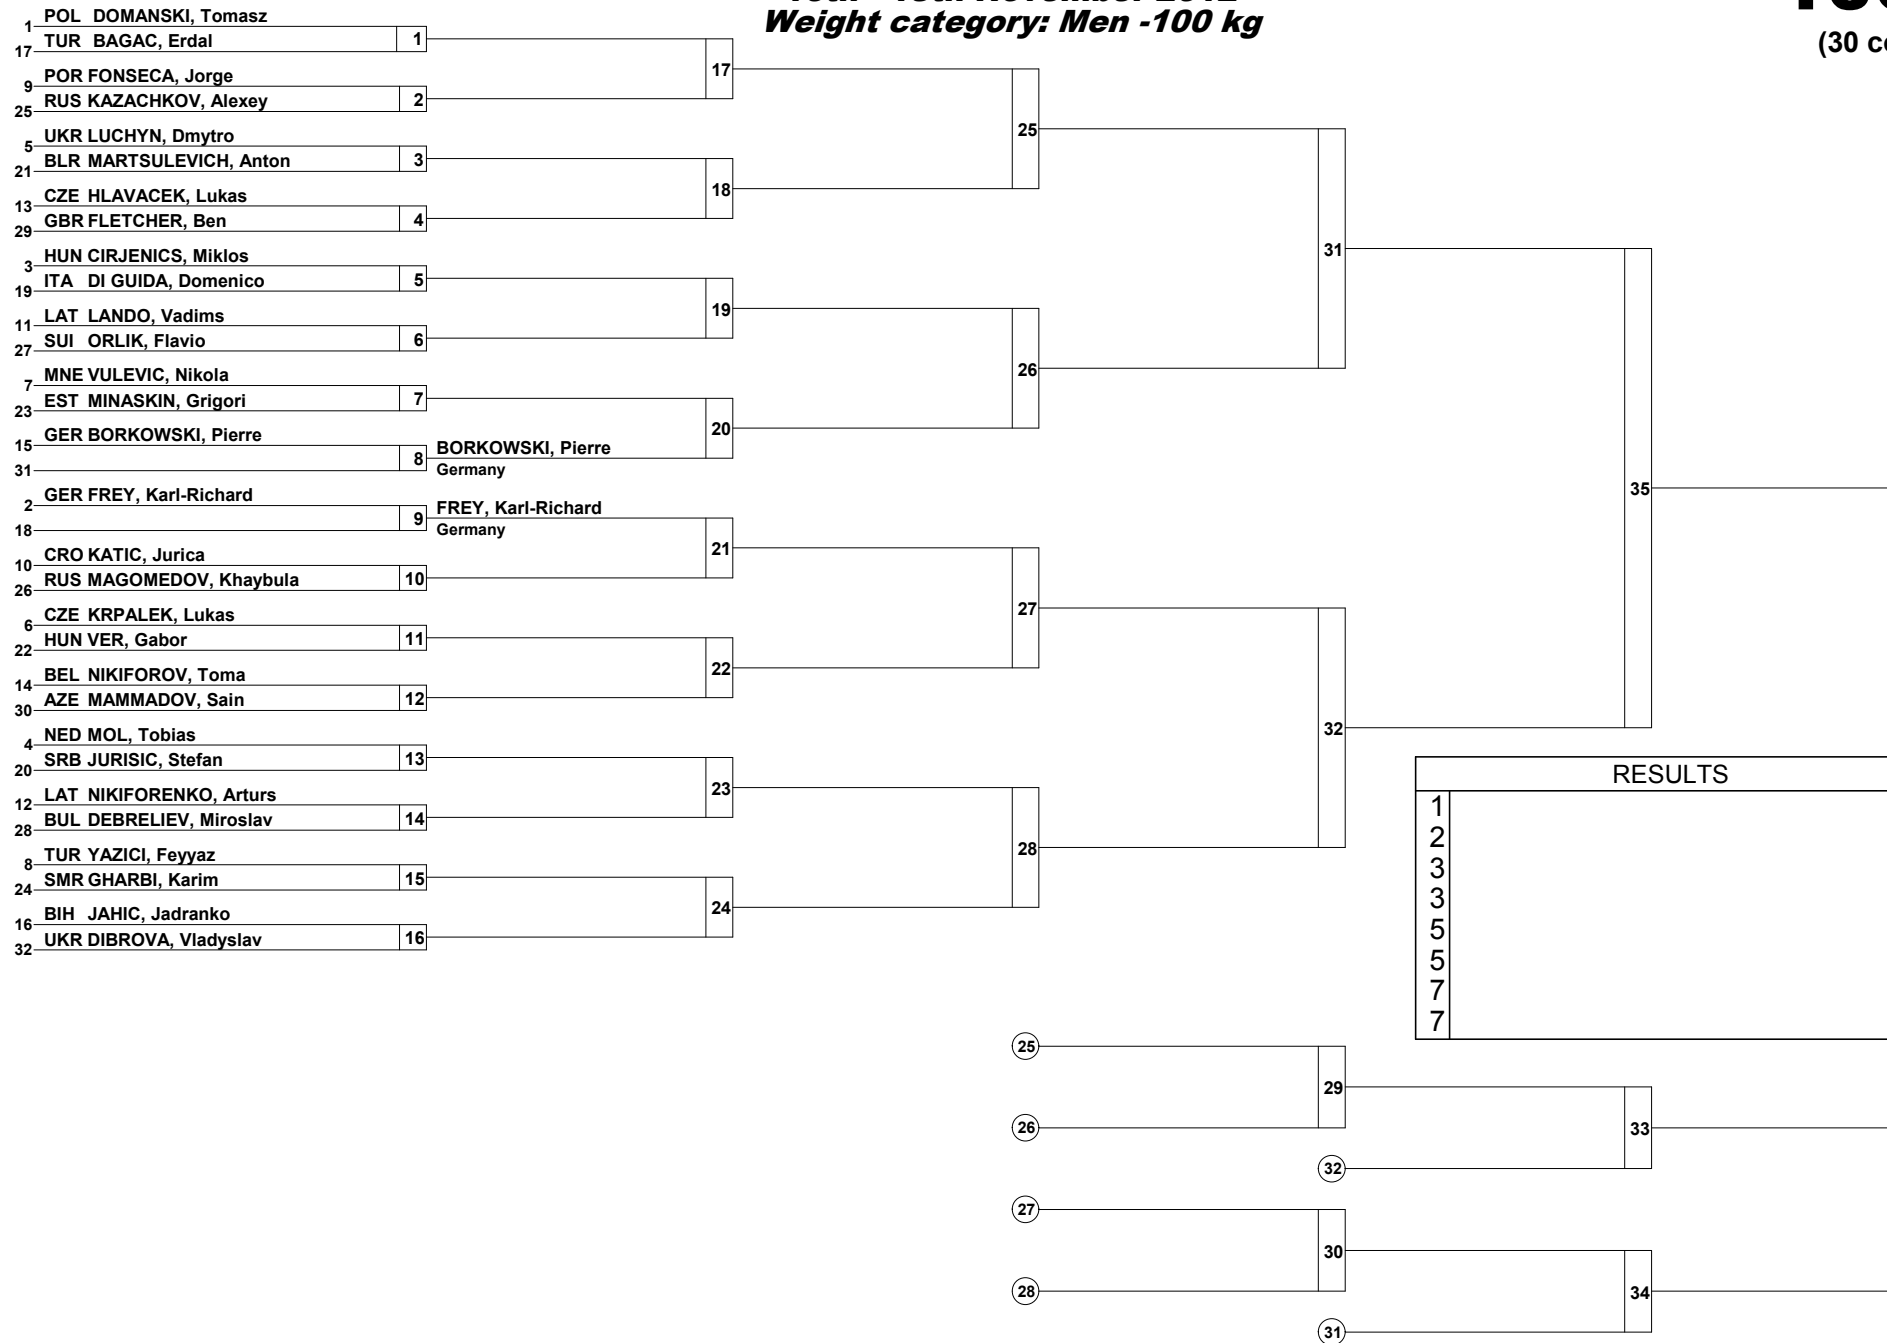 Weight category: Men -100 kg
(30 co
1 POL DOMANSKI, Tomasz
17 TUR BAGAC, Erdal
1
9 POR FONSECA, Jorge
25 RUS KAZACHKOV, Alexey
2
5 UKR LUCHYN, Dmytro
21 BLR MARTSULEVICH, Anton
3
13 CZE HLAVACEK, Lukas
29 GBR FLETCHER, Ben
4
3 HUN CIRJENICS, Miklos
19 ITA DI GUIDA, Domenico
5
11 LAT LANDO, Vadims
27 SUI ORLIK, Flavio
6
7 MNE VULEVIC, Nikola
23 EST MINASKIN, Grigori
7
15 GER BORKOWSKI, Pierre
31
8
2 GER FREY, Karl-Richard
18
9
10 CRO KATIC, Jurica
26 RUS MAGOMEDOV, Khaybula
10
6 CZE KRPALEK, Lukas
22 HUN VER, Gabor
11
14 BEL NIKIFOROV, Toma
30 AZE MAMMADOV, Sain
12
4 NED MOL, Tobias
20 SRB JURISIC, Stefan
13
12 LAT NIKIFORENKO, Arturs
28 BUL DEBRELIEV, Miroslav
14
8 TUR YAZICI, Feyyaz
24 SMR GHARBI, Karim
15
16 BIH JAHIC, Jadranko
32 UKR DIBROVA, Vladyslav
16
BORKOWSKI, Pierre
Germany
FREY, Karl-Richard
Germany
17
18
19
20
21
22
23
24
25
26
27
28
31
32
35
RESULTS
1
2
3
3
5
5
7
7
25
26
29
32
33
27
28
30
31
34